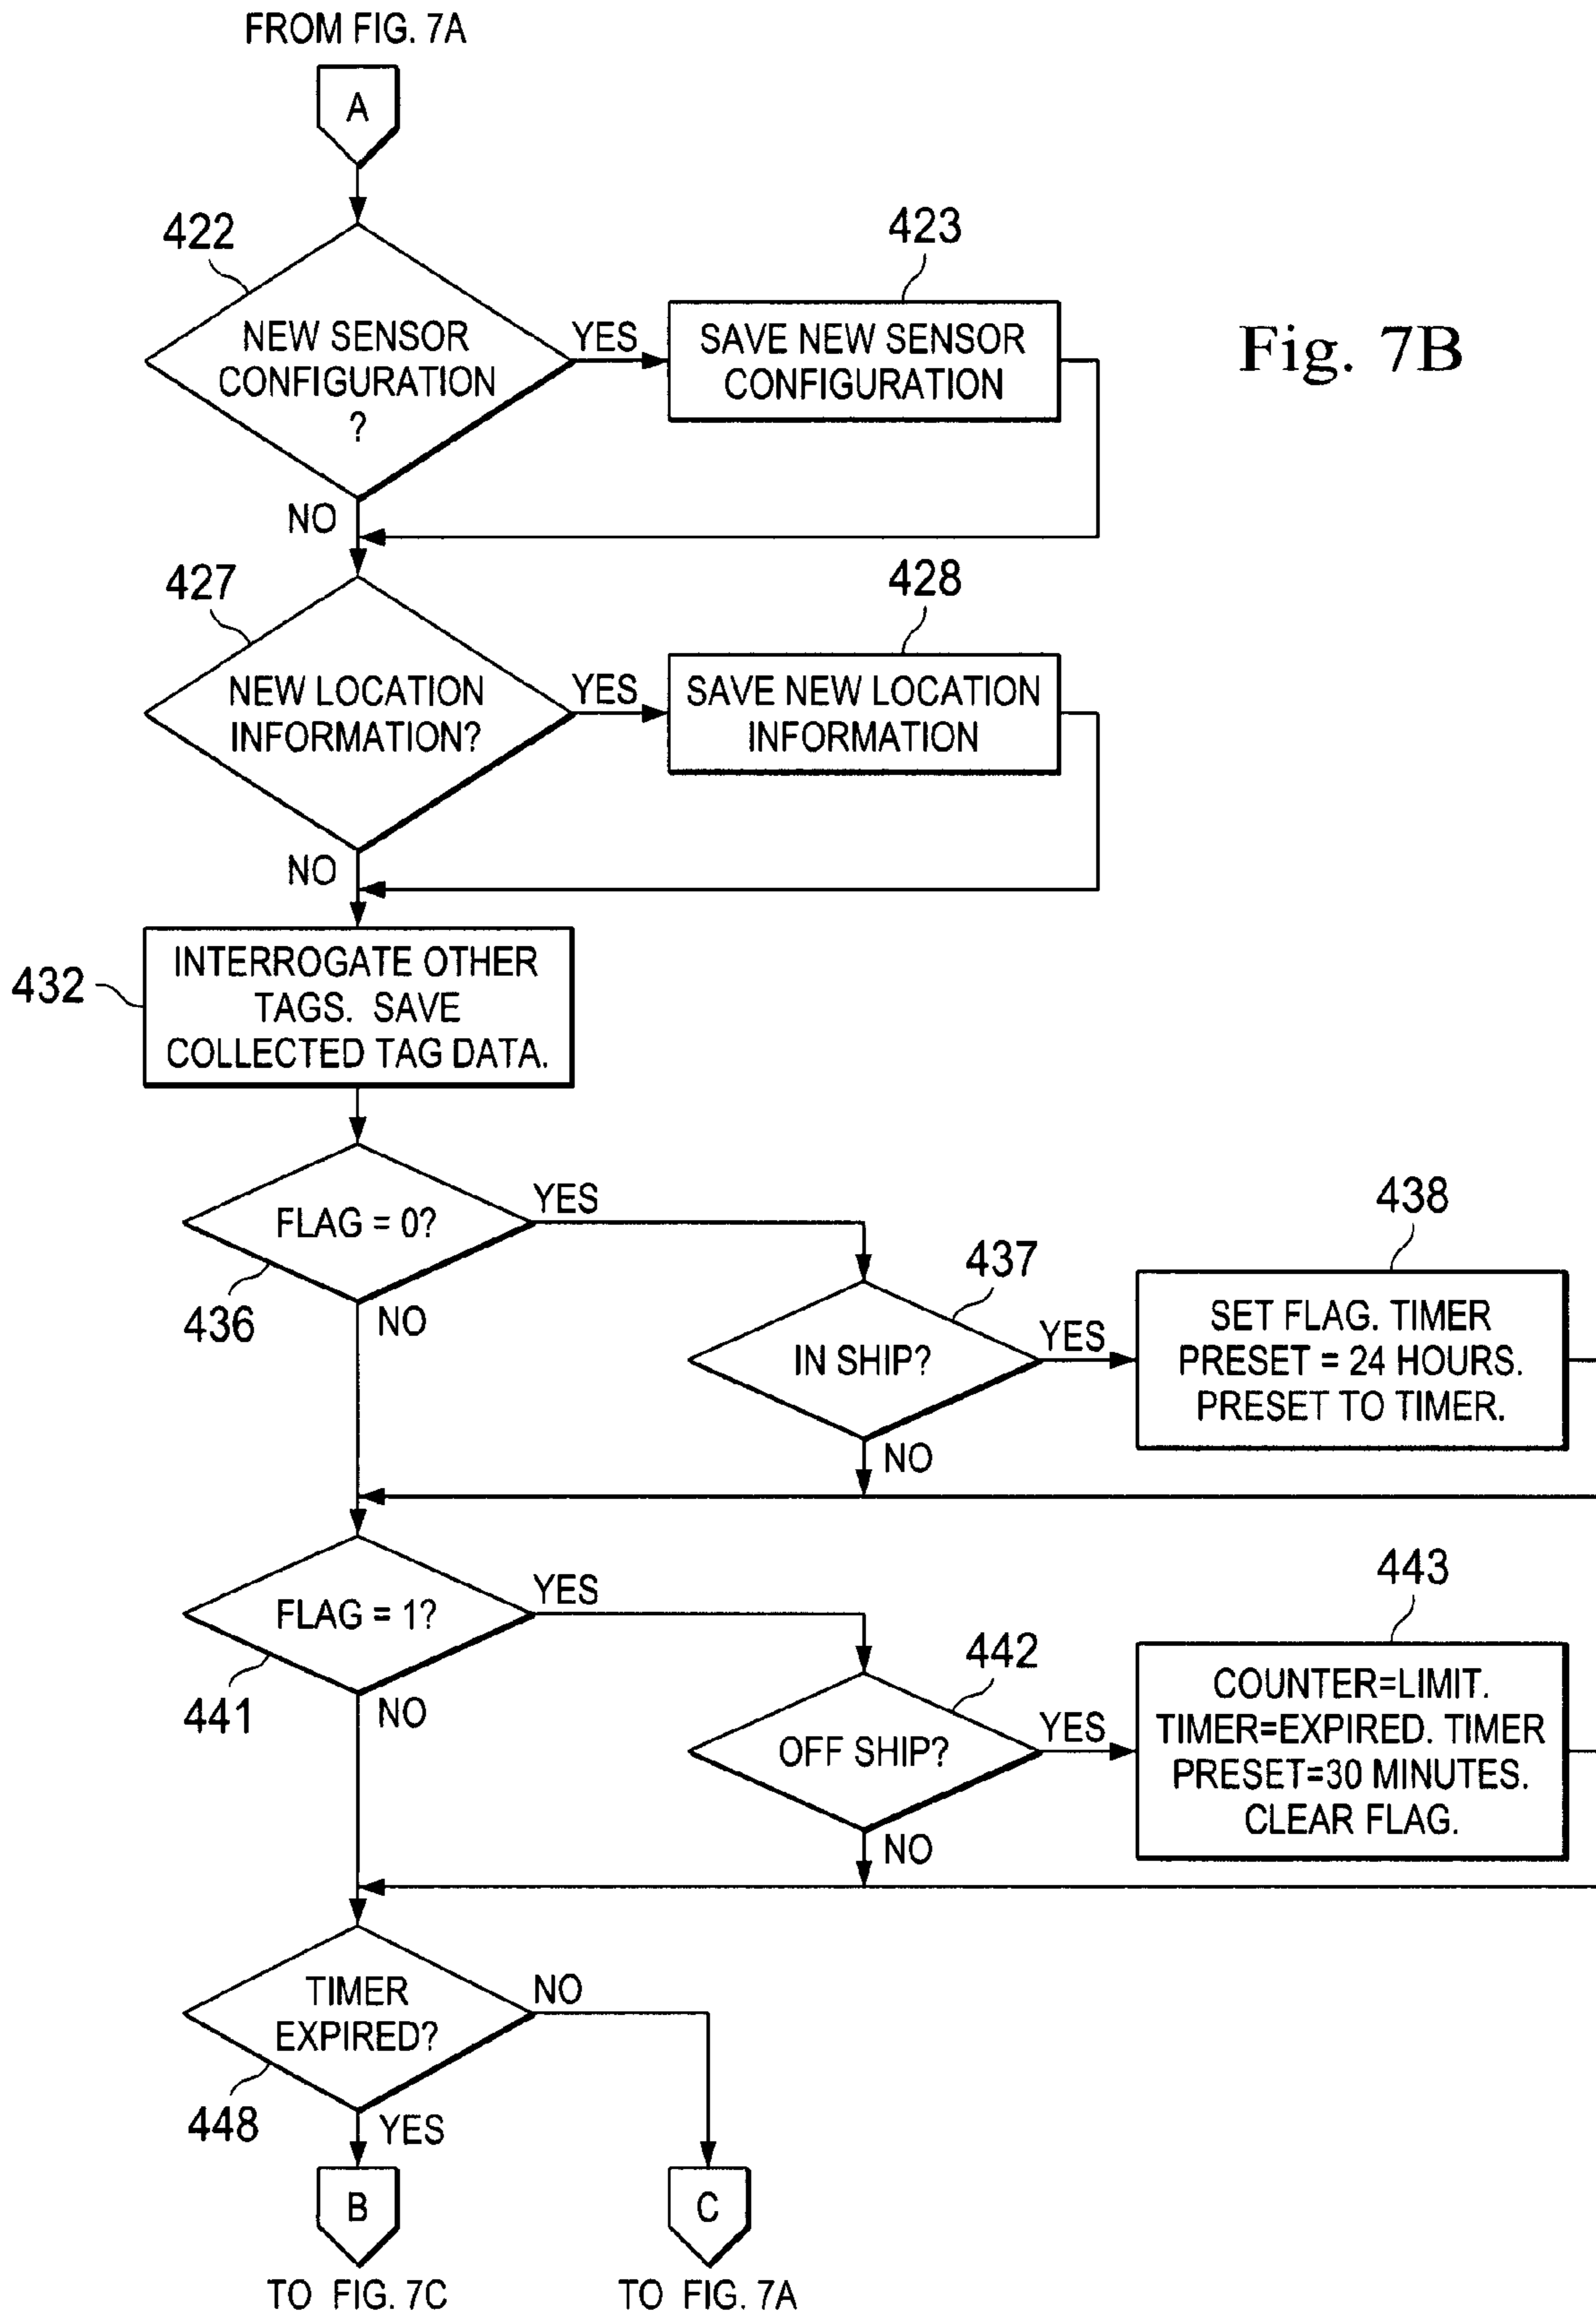 FROM FIG. 7A
A
422
NEW SENSOR
CONFIGURATION
?
YES
423
SAVE NEW SENSOR
CONFIGURATION
Fig. 7B
NO
427
NEW LOCATION
INFORMATION?
YES
428
SAVE NEW LOCATION
INFORMATION
NO
432
INTERROGATE OTHER
TAGS. SAVE
COLLECTED TAG DATA.
FLAG = 0?
YES
436
NO
437
IN SHIP?
YES
438
SET FLAG. TIMER
PRESET = 24 HOURS.
PRESET TO TIMER.
NO
FLAG = 1?
YES
441
NO
442
OFF SHIP?
YES
443
COUNTER=LIMIT.
TIMER=EXPIRED. TIMER
PRESET=30 MINUTES.
CLEAR FLAG.
NO
TIMER
EXPIRED?
NO
448
YES
B
C
TO FIG. 7C
TO FIG. 7A